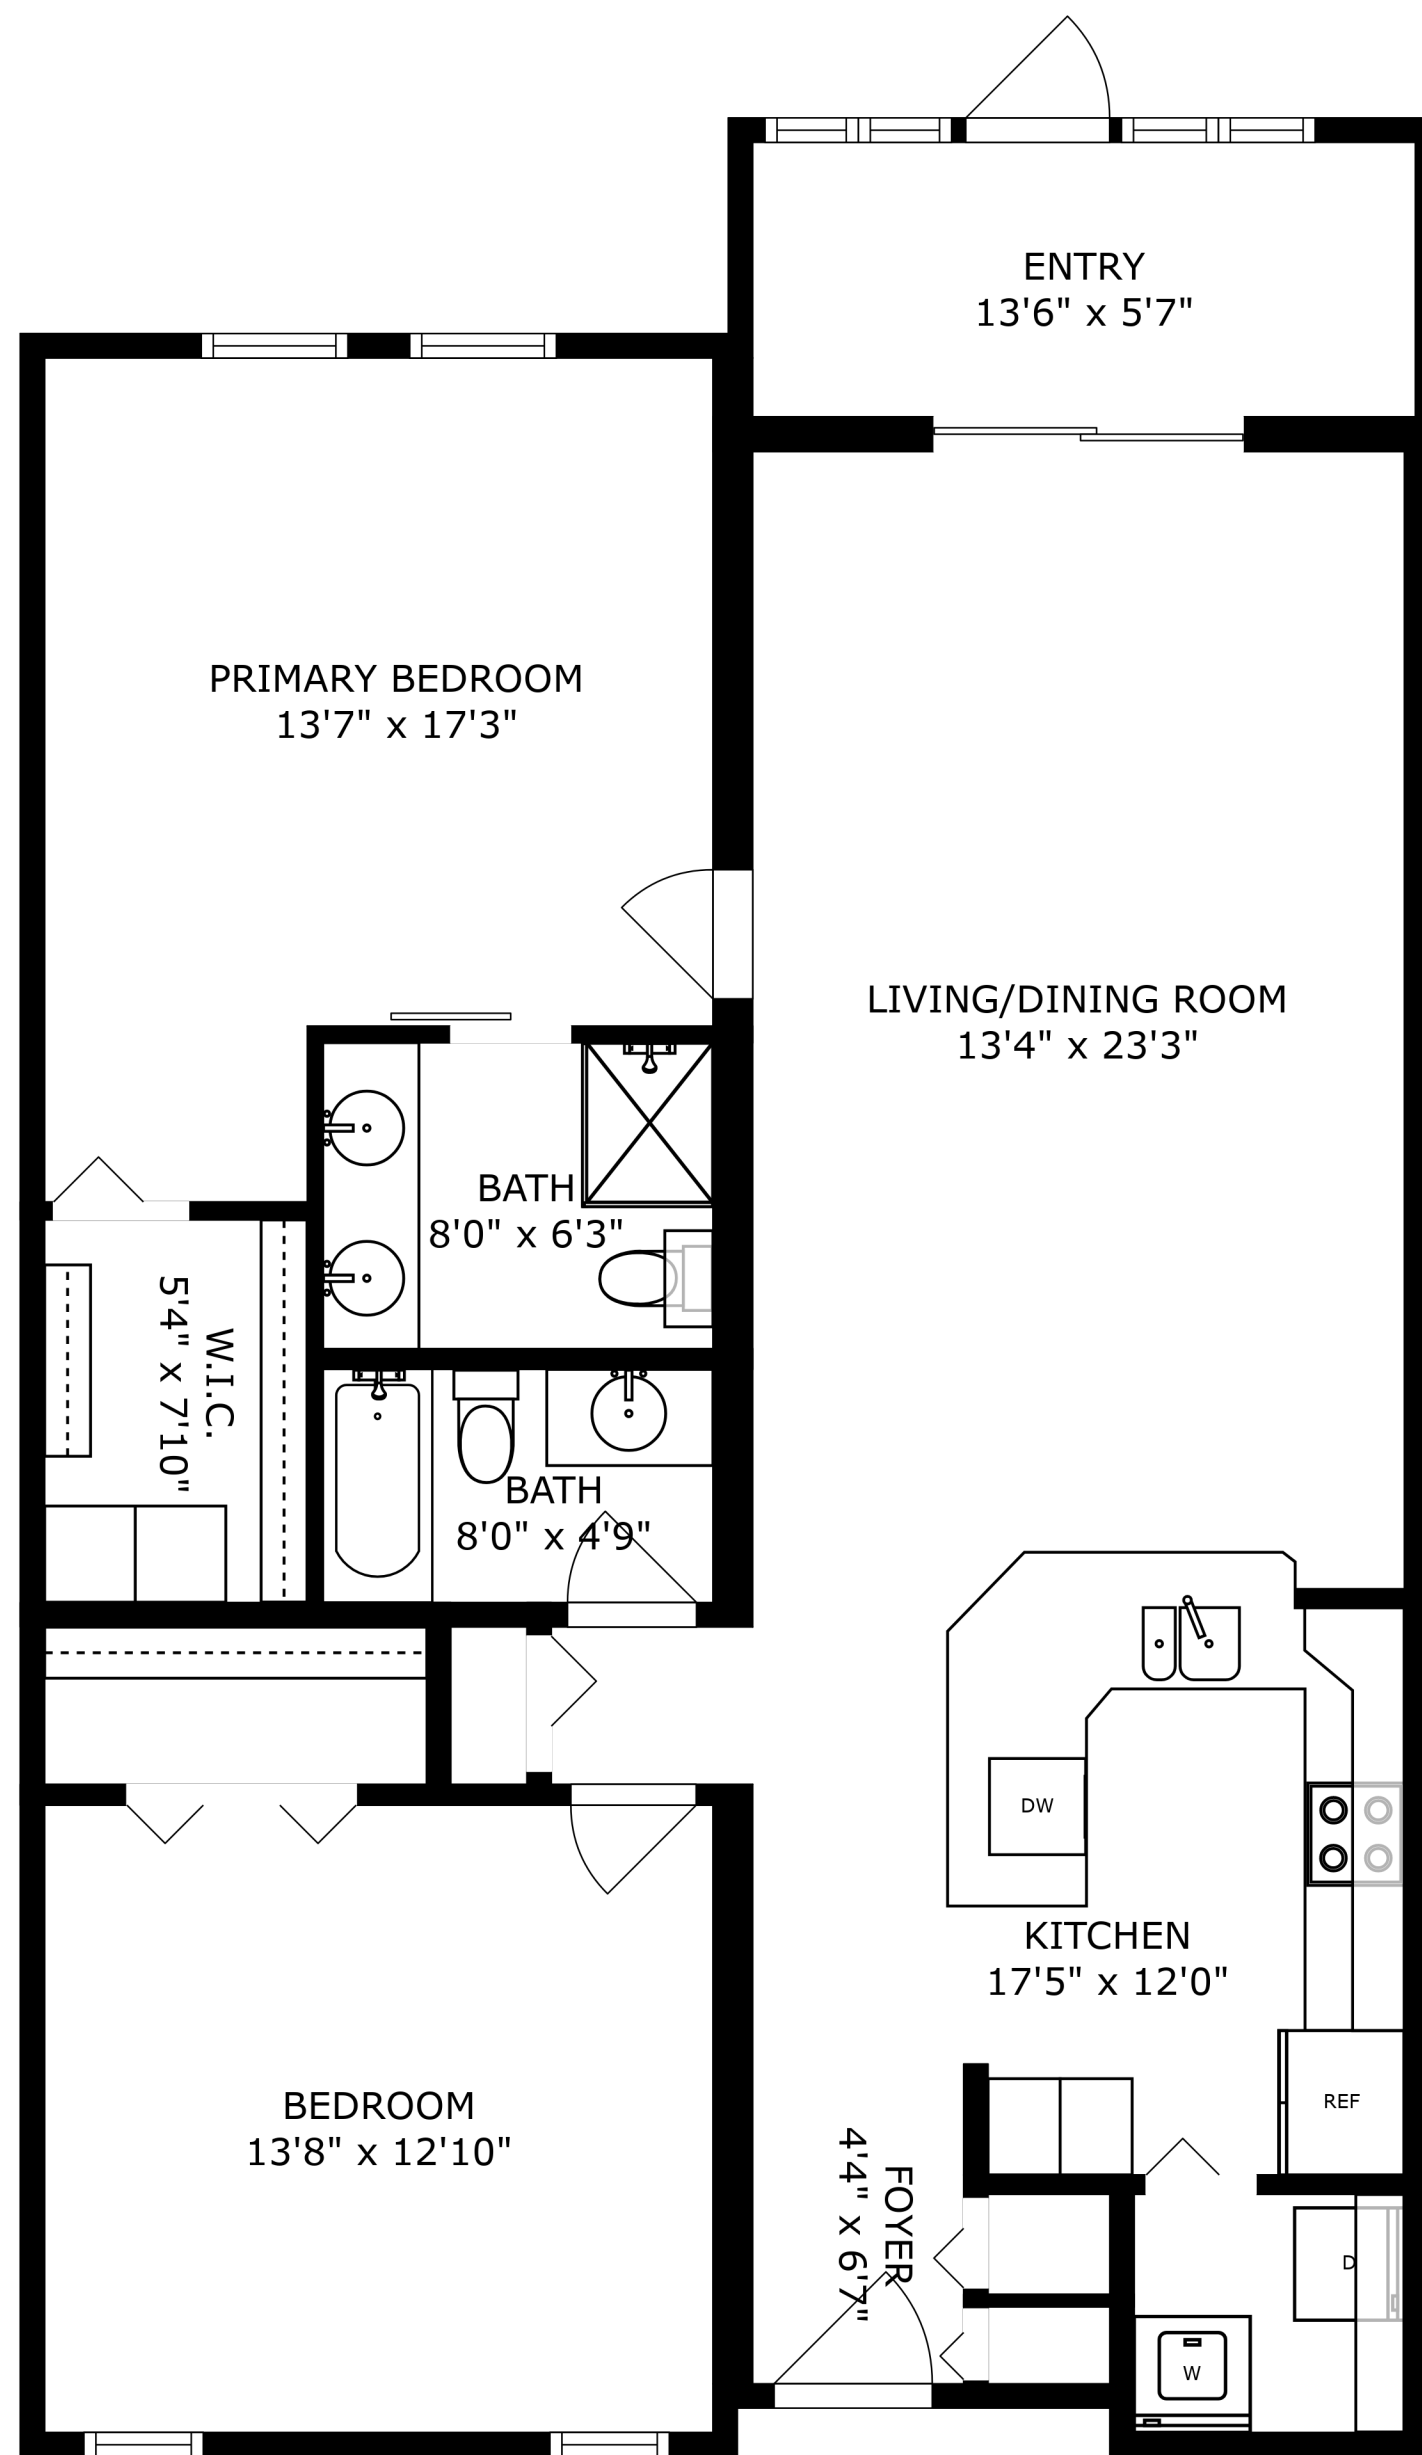 ENTRY
13'6" x 5'7"
PRIMARY BEDROOM
13'7" x 17'3"
LIVING/DINING ROOM
13'4" x 23'3"
BATH
8'0" x 6'3"
W.I.C.
5'4" x 7'10"
BATH
8'0" x 4'9"
DW
KITCHEN
17'5" x 12'0"
BEDROOM
13'8" x 12'10"
REF
FOYER
4'4" x 6'7"
D
W